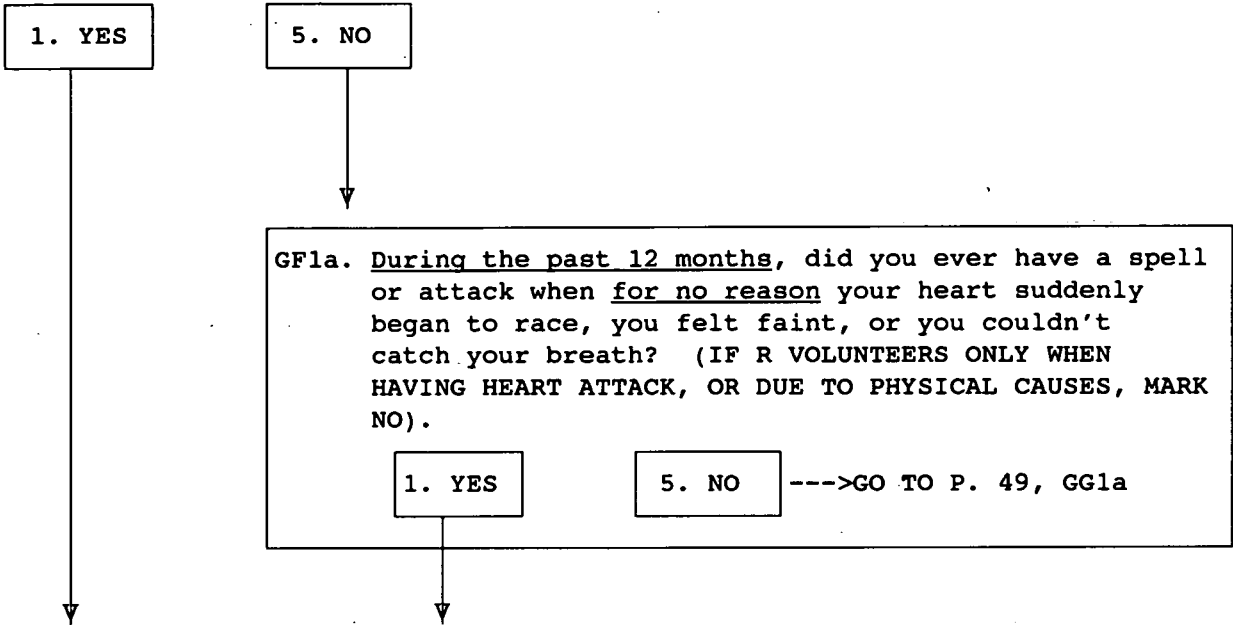 1. YES 5. NO
GF1a. During the past 12 months, did you ever have a spell
or attack when for no reason your heart suddenly
began to race, you felt faint, or you couldn't
catch your breath? (IF R VOLUNTEERS ONLY WHEN
HAVING HEART ATTACK, OR DUE TO PHYSICAL CAUSES, MARK
NO).
1. YES 5. NO --->GO TO P. 49, GG1a